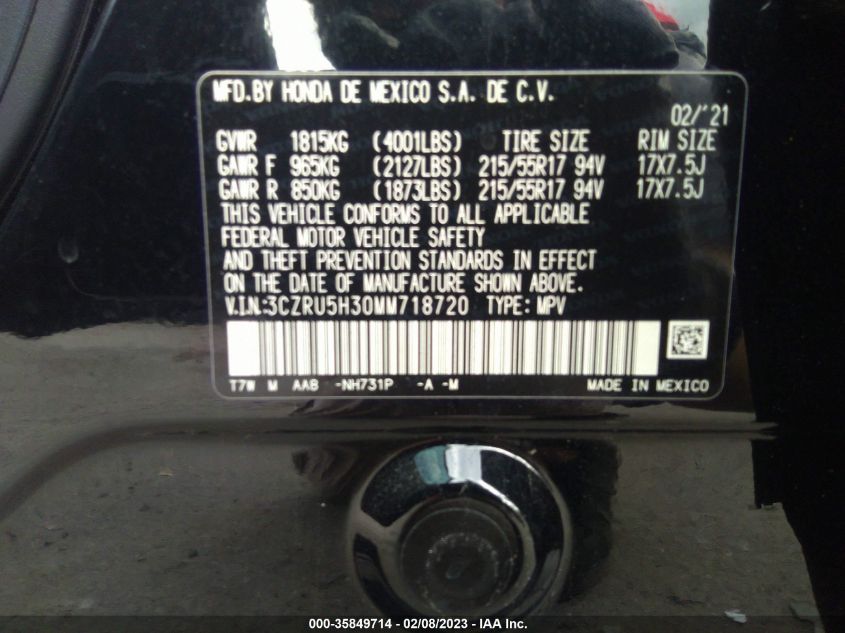 MFD.BY HONDA DE MEXICO S.A. DE C.V.
02/'21
GVWR 1815KG (4001LBS) TIRE SIZE RIM SIZE
GAWR F 965KG (2127LBS) 215/55R17 94V 17X7.5J
GAWR R 850KG (1873LBS) 215/55R17 94V 17X7.5J
THIS VEHICLE CONFORMS TO ALL APPLICABLE
FEDERAL MOTOR VEHICLE SAFETY
AND THEFT PREVENTION STANDARDS IN EFFECT
ON THE DATE OF MANUFACTURE SHOWN ABOVE.
V.I.N:3CZRU5H30MM718720 TYPE: MPV
T7W M AAB -NH731P -A -M MADE IN MEXICO
000-35849714 - 02/08/2023 - IAA Inc.